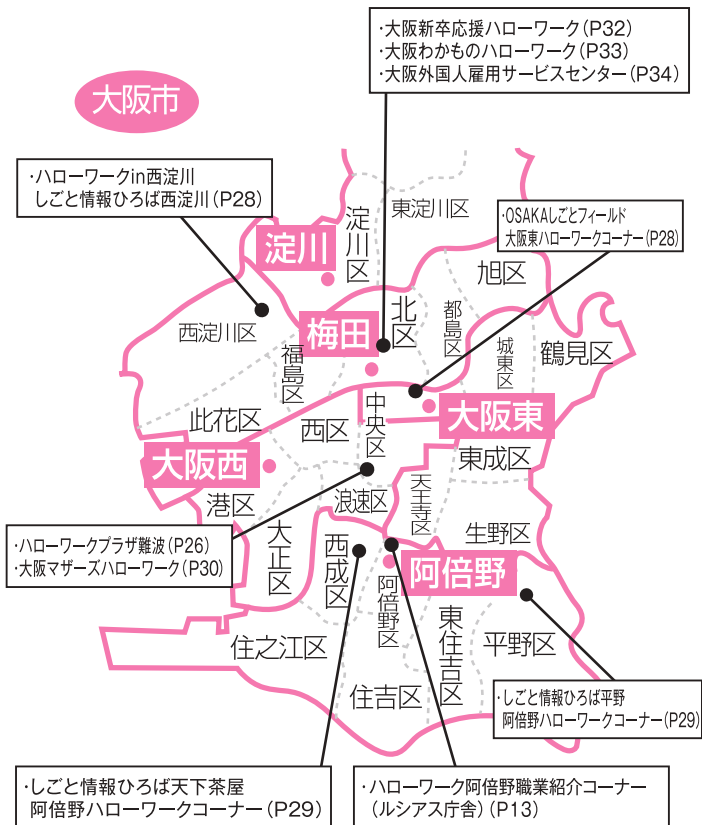 ・大阪新卒応援ハローワーク(P32)
・大阪わかものハローワーク(P33)
・大阪外国人雇用サービスセンター(P34)
大阪市
・ハローワークin西淀川
しごと情報ひろば西淀川(P28)
・OSAKAしごとフィールド
大阪東ハローワークコーナー(P28)
東淀川区
淀川区
淀川
旭区
北区
梅田
都島区
城東区
鶴見区
西淀川区
福島区
中央区
大阪東
此花区
西区
東成区
大阪西
天王寺区
浪速区
港区
生野区
・ハローワークプラザ難波(P26)
・大阪マザーズハローワーク(P30)
大正区
西成区
阿倍野
阿倍野区
東住吉区
平野区
住之江区
住吉区
・しごと情報ひろば平野
阿倍野ハローワークコーナー(P29)
・しごと情報ひろば天下茶屋
阿倍野ハローワークコーナー(P29)
・ハローワーク阿倍野職業紹介コーナー
(ルシアス庁舎)(P13)